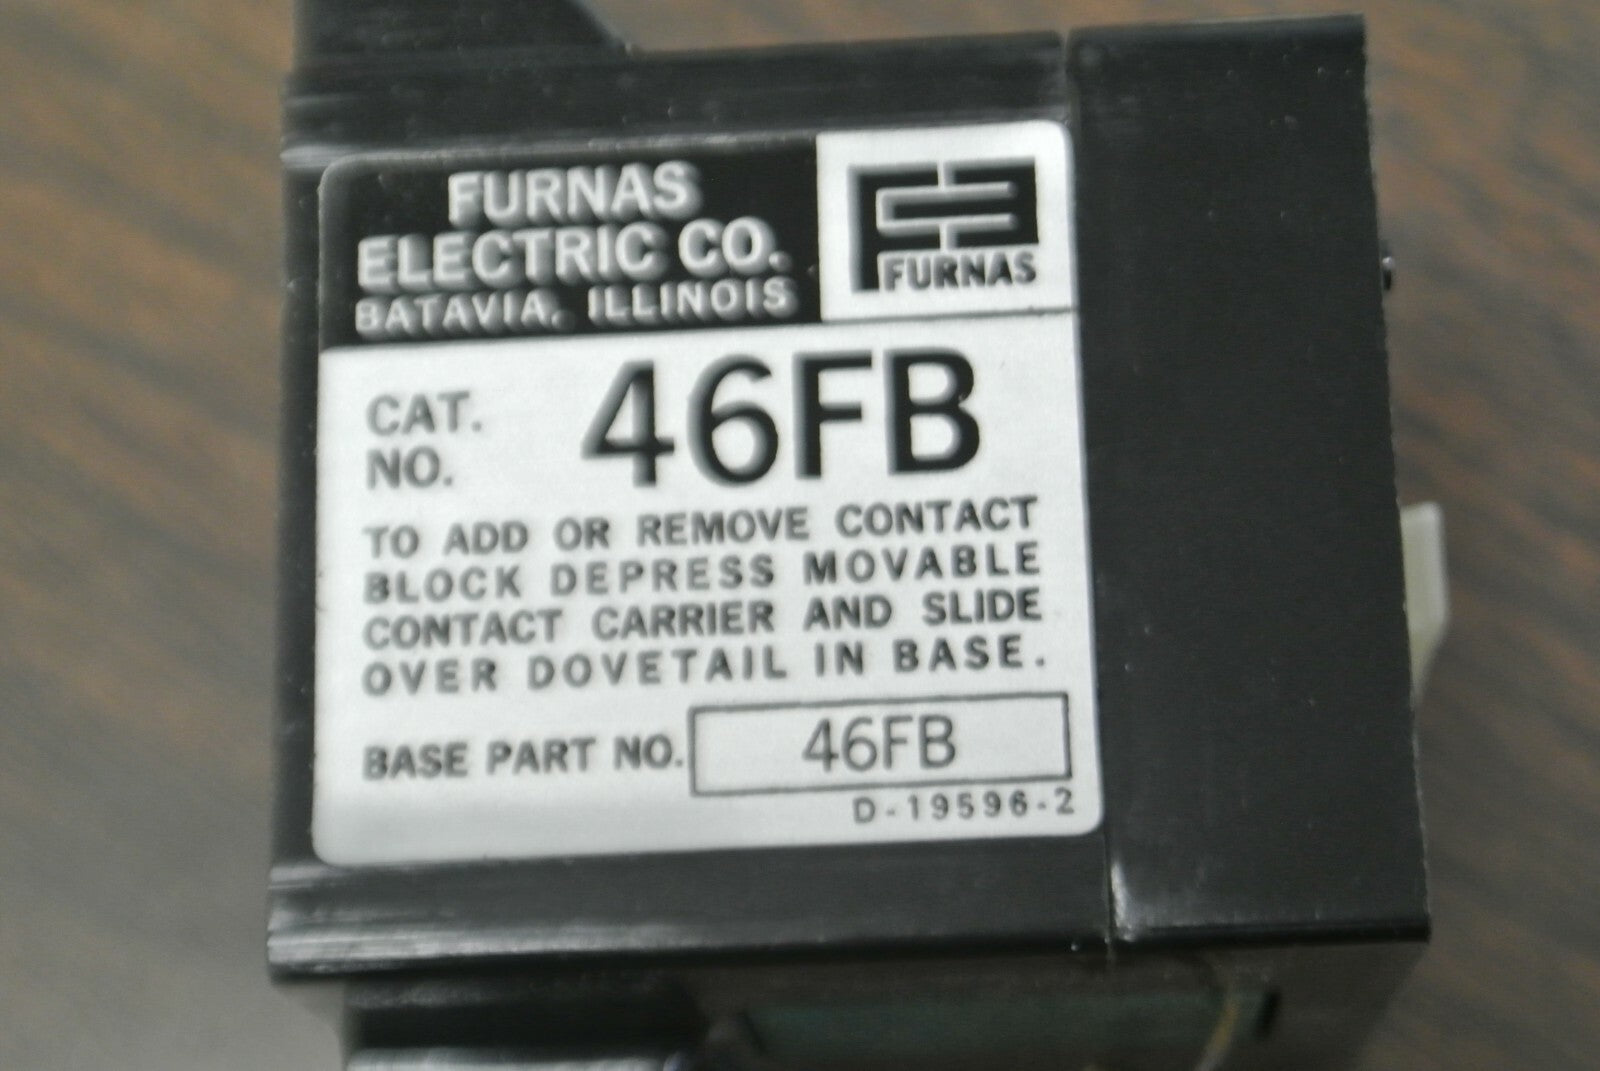 FURNAS
ELECTRIC CO.
BATAVIA, ILLINOIS
FURNAS
CAT.
NO.
46FB
TO ADD OR REMOVE CONTACT
BLOCK DEPRESS MOVABLE
CONTACT CARRIER AND SLIDE
OVER DOVETAIL IN BASE.
BASE PART NO. 46FB
D-19596-2